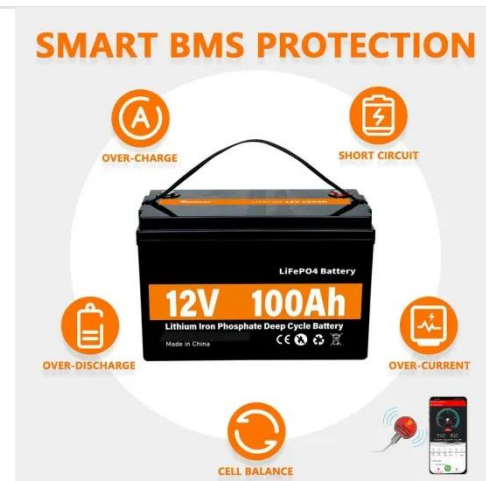 SMART BMS PROTECTION
OVER-CHARGE
SHORT CIRCUIT
LiFePO4 Battery
12V 100Ah
Lithium Iron Phosphate Deep Cycle Battery
Made in China
CE
OVER-DISCHARGE
OVER-CURRENT
CELL BALANCE